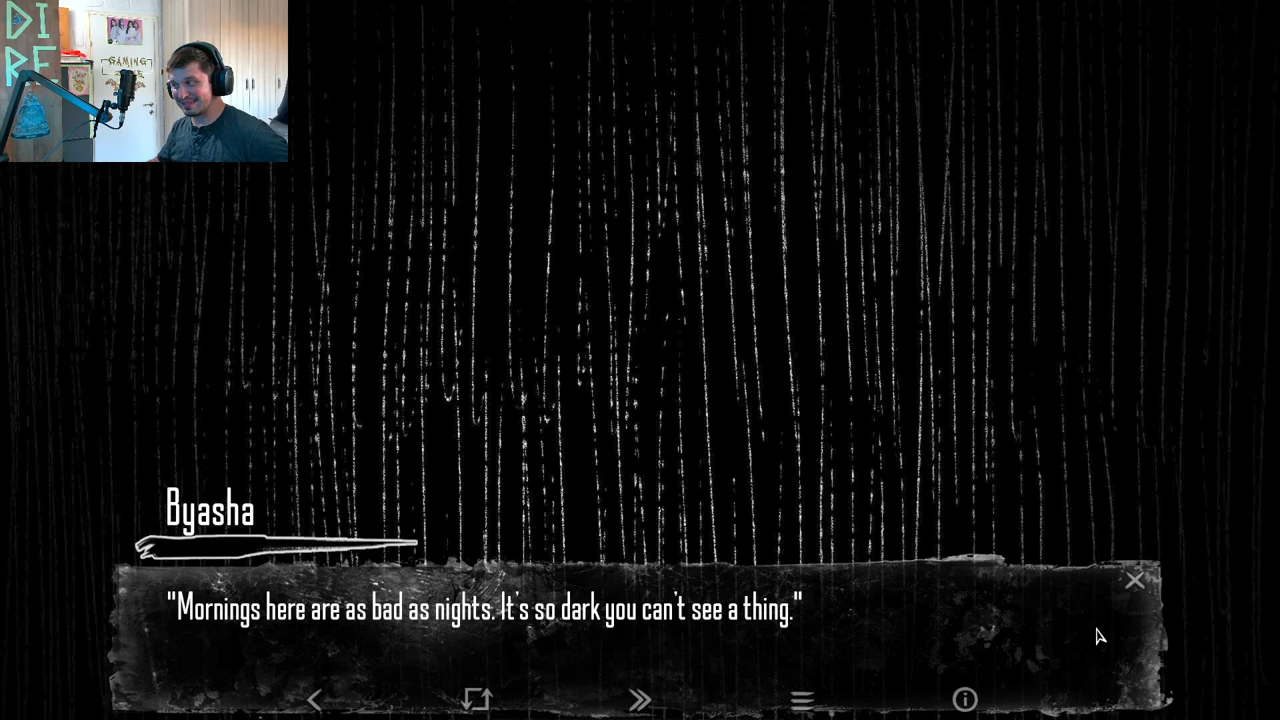 DI
RE
GAMING
Byasha
"Mornings here are as bad as nights. It's so dark you can't see a thing."